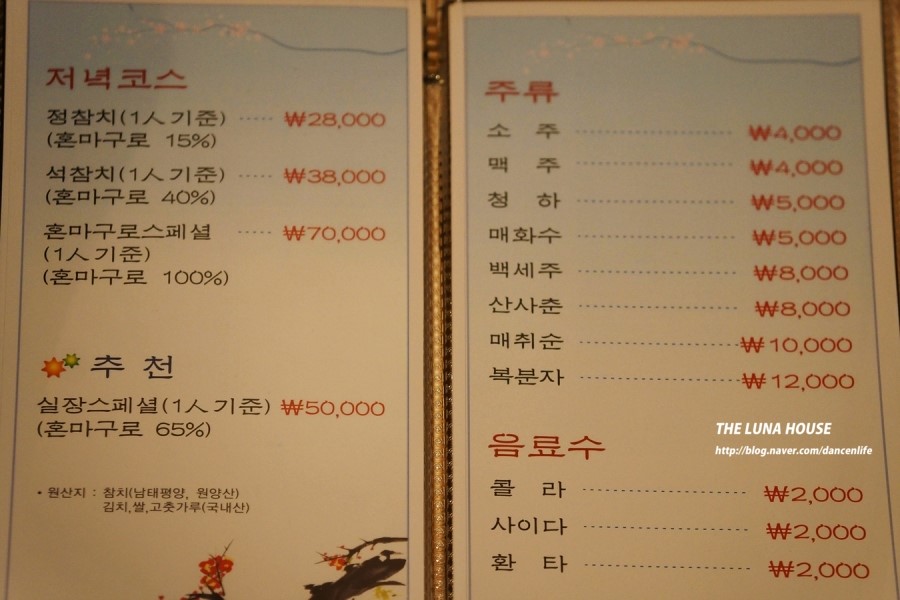 저녁코스
정참치(1人기준) ····· ₩28,000
(혼마구로 15%)
석참치(1人기준) ····· ₩38,000
(혼마구로 40%)
혼마구로스페셜 ····· ₩70,000
(1人기준)
(혼마구로 100%)
추 천
실장스페셜(1人기준) ₩50,000
(혼마구로 65%)
• 원산지 : 참치(남태평양, 원양산)
김치,쌀,고춧가루(국내산)
주류
소 주 ₩4,000
맥 주 ₩4,000
청 하 ₩5,000
매화수 ₩5,000
백세주 ₩8,000
산사춘 ₩8,000
매취순 ₩10,000
복분자 ₩12,000
THE LUNA HOUSE
http://blog.naver.com/dancenlife
음료수
콜 라 ₩2,000
사이다 ₩2,000
환 타 ₩2,000